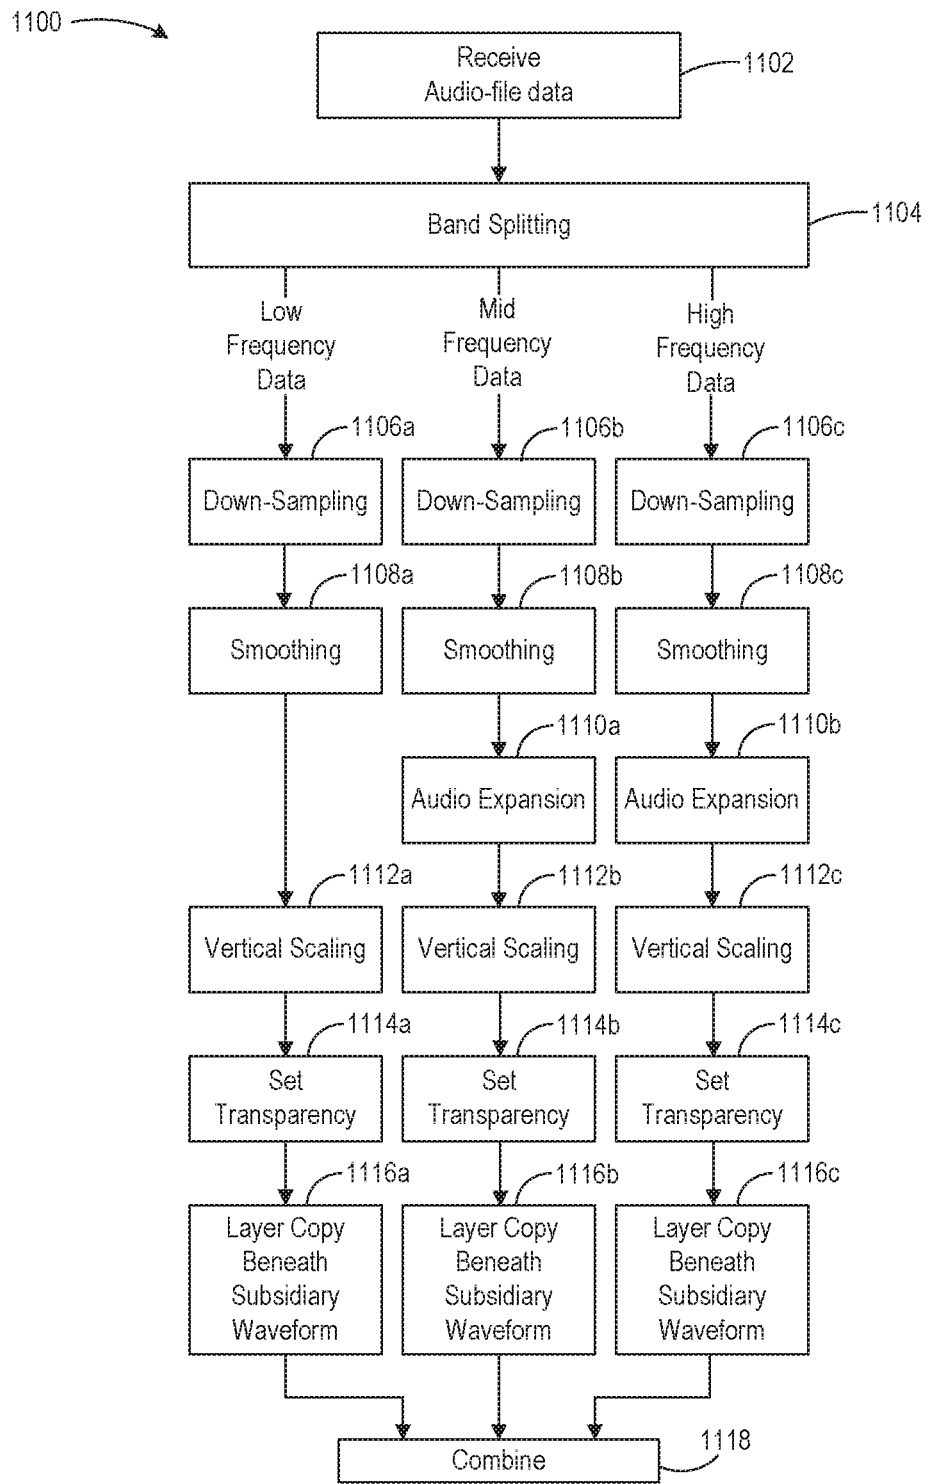 1100
Receive
Audio-file data
1102
Band Splitting
1104
Low
Frequency
Data
Mid
Frequency
Data
High
Frequency
Data
1106a
1106b
1106c
Down-Sampling
Down-Sampling
Down-Sampling
1108a
1108b
1108c
Smoothing
Smoothing
Smoothing
1110a
1110b
Audio Expansion
Audio Expansion
1112a
1112b
1112c
Vertical Scaling
Vertical Scaling
Vertical Scaling
1114a
1114b
1114c
Set
Transparency
Set
Transparency
Set
Transparency
1116a
1116b
1116c
Layer Copy
Beneath
Subsidiary
Waveform
Layer Copy
Beneath
Subsidiary
Waveform
Layer Copy
Beneath
Subsidiary
Waveform
Combine
1118